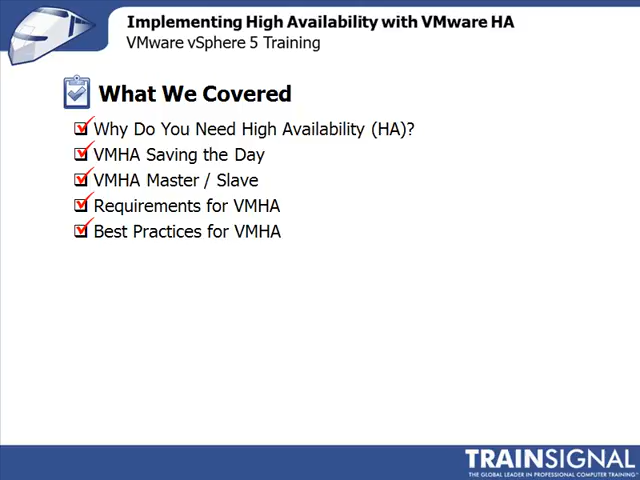 Implementing High Availability with VMware HA
VMware vSphere 5 Training
What We Covered
Why Do You Need High Availability (HA)?
VMHA Saving the Day
VMHA Master / Slave
Requirements for VMHA
Best Practices for VMHA
TRAINSIGNAL
THE GLOBAL LEADER IN PROFESSIONAL COMPUTER TRAINING